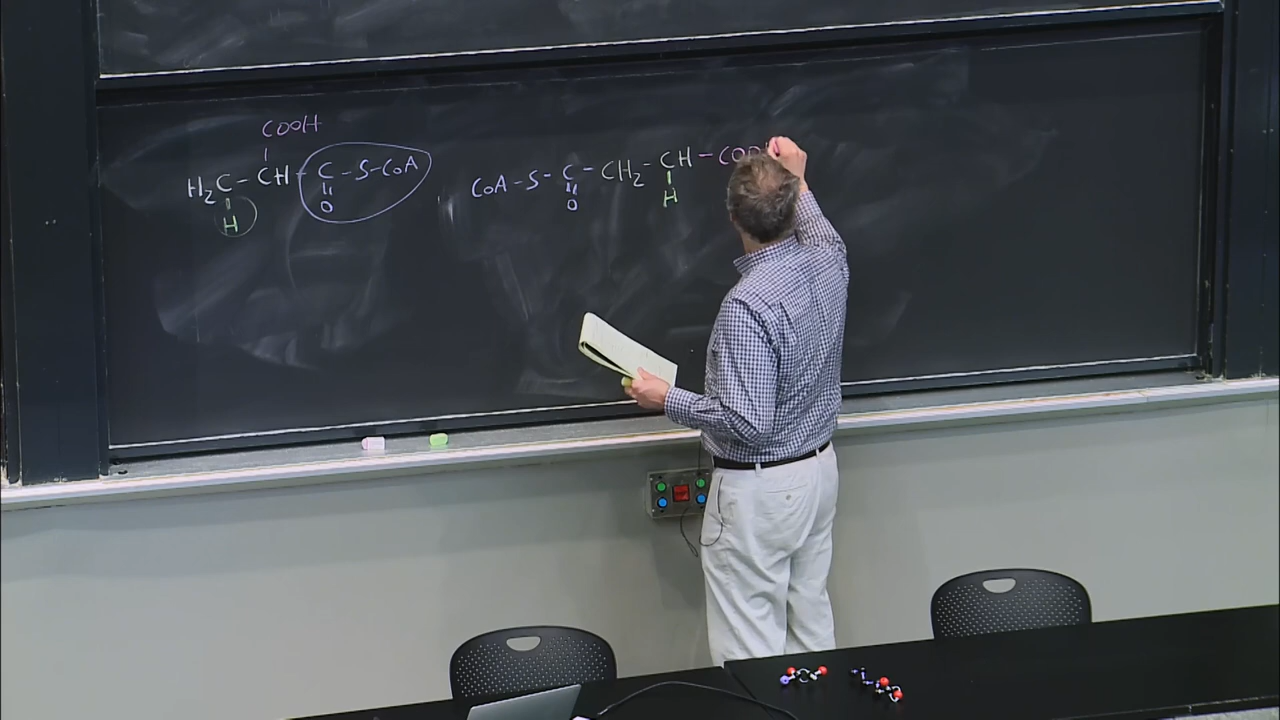 COOH
H₂C - CH - C - S - CoA
H
O
CoA - S - C - CH₂ - CH - COO
O
H